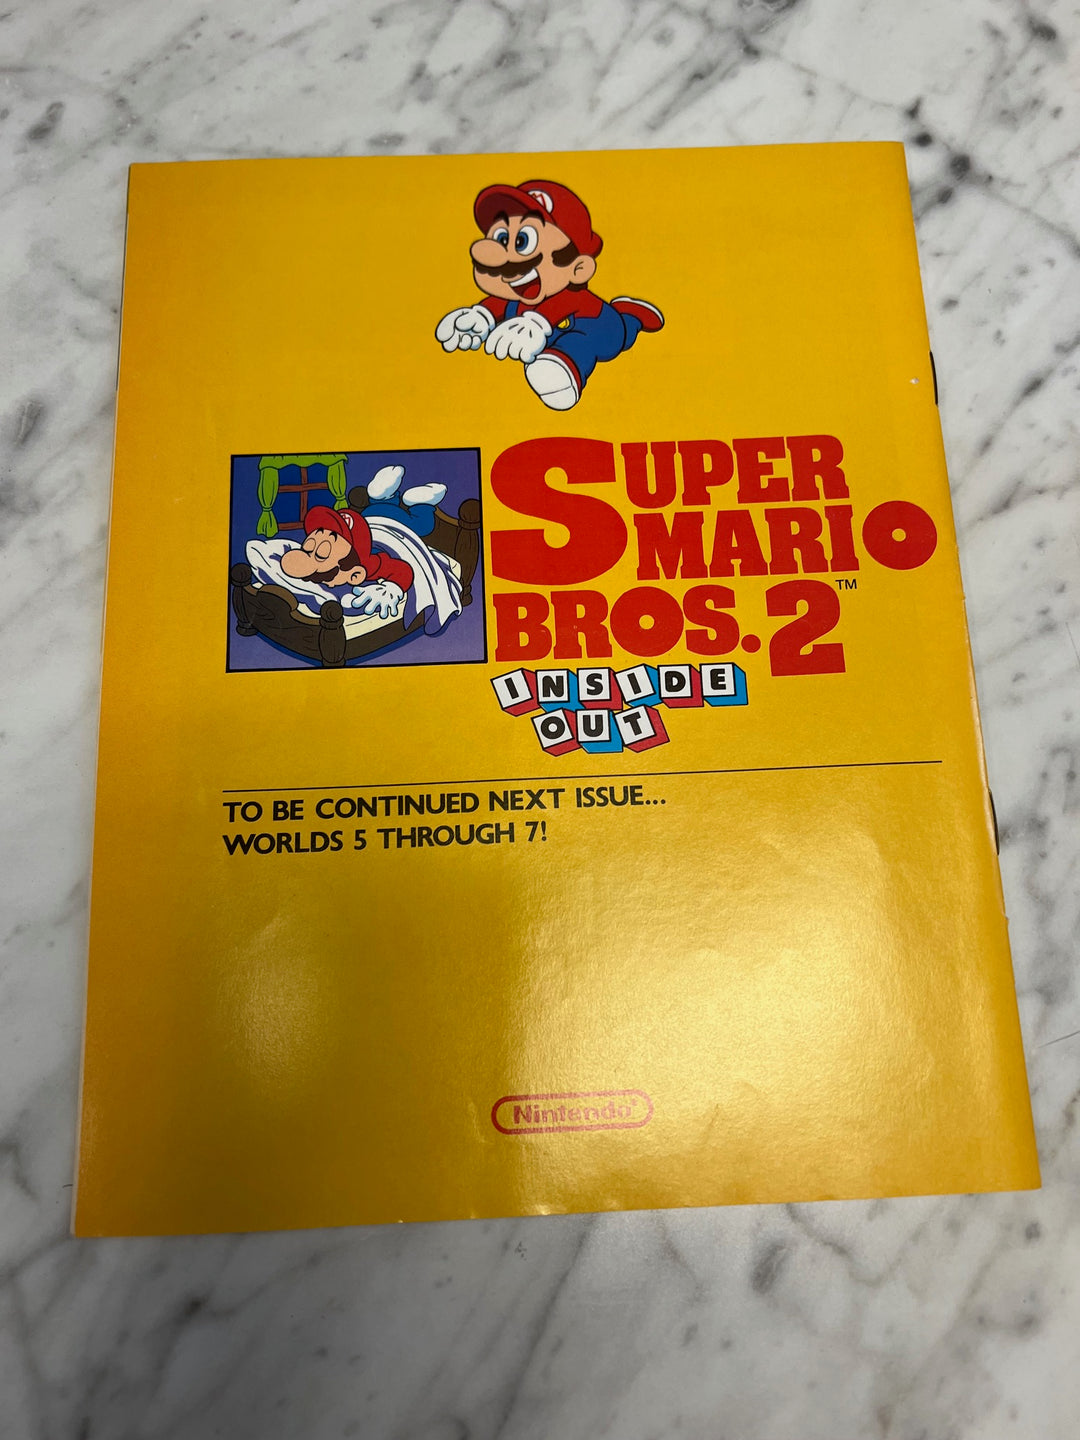 SUPER
MARIO
BROS. 2™
INSIDE
OUT
TO BE CONTINUED NEXT ISSUE...
WORLDS 5 THROUGH 7!
Nintendo®